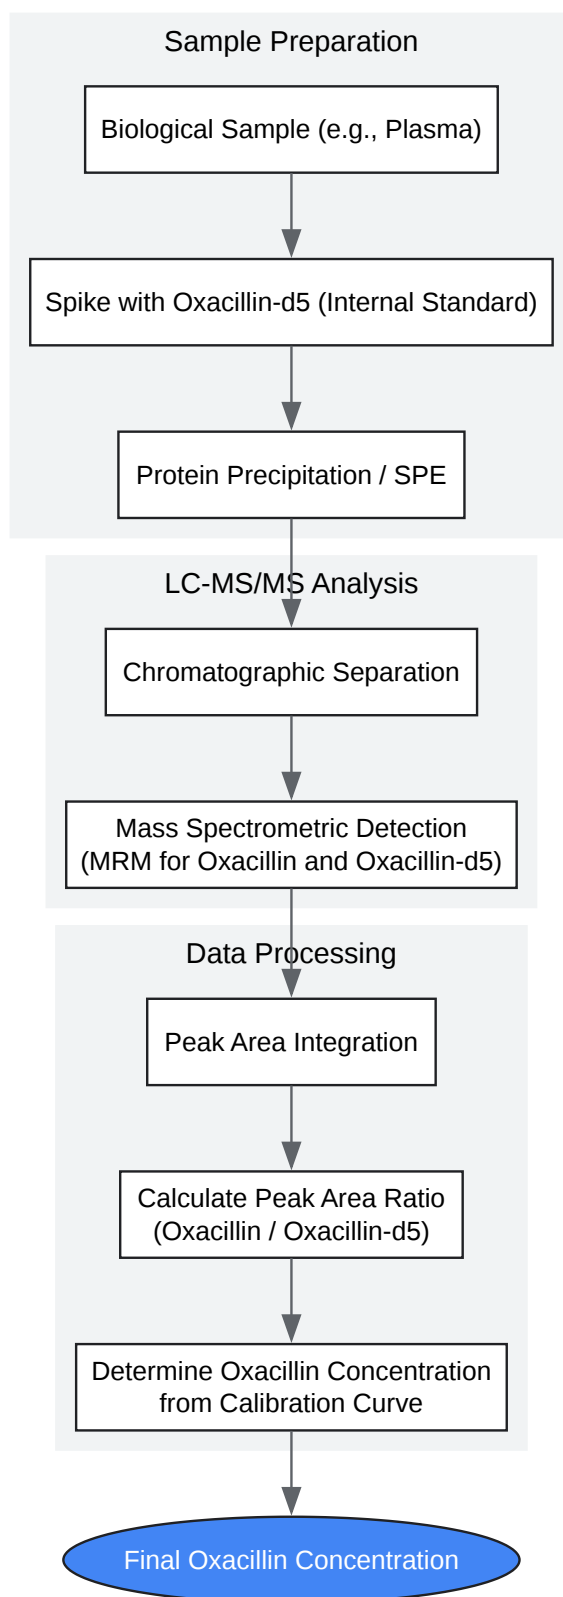 Sample Preparation
Biological Sample (e.g., Plasma)
Spike with Oxacillin-d5 (Internal Standard)
Protein Precipitation / SPE
LC-MS/MS Analysis
Chromatographic Separation
Mass Spectrometric Detection
(MRM for Oxacillin and Oxacillin-d5)
Data Processing
Peak Area Integration
Calculate Peak Area Ratio
(Oxacillin / Oxacillin-d5)
Determine Oxacillin Concentration
from Calibration Curve
Final Oxacillin Concentration